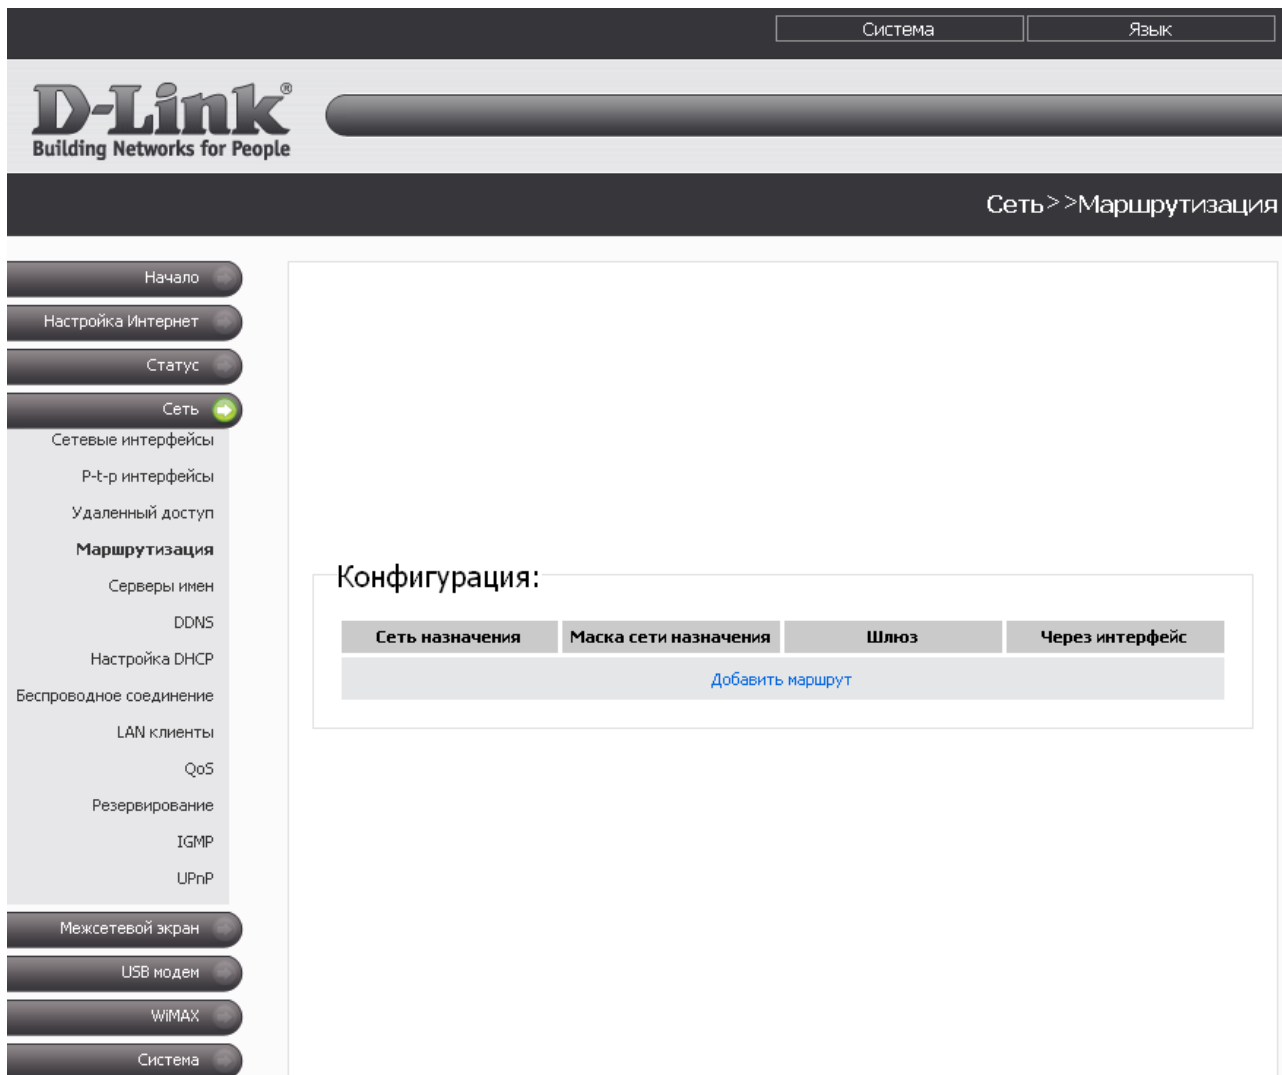 Система
Язык
D-Link®
Building Networks for People
Сеть>>Маршрутизация
Начало
Настройка Интернет
Статус
Сеть
Сетевые интерфейсы
P-t-p интерфейсы
Удаленный доступ
Маршрутизация
Серверы имен
DDNS
Настройка DHCP
Беспроводное соединение
LAN клиенты
QoS
Резервирование
IGMP
UPnP
Межсетевой экран
USB модем
WiMAX
Система
Конфигурация:
Сеть назначения Маска сети назначения Шлюз Через интерфейс
Добавить маршрут